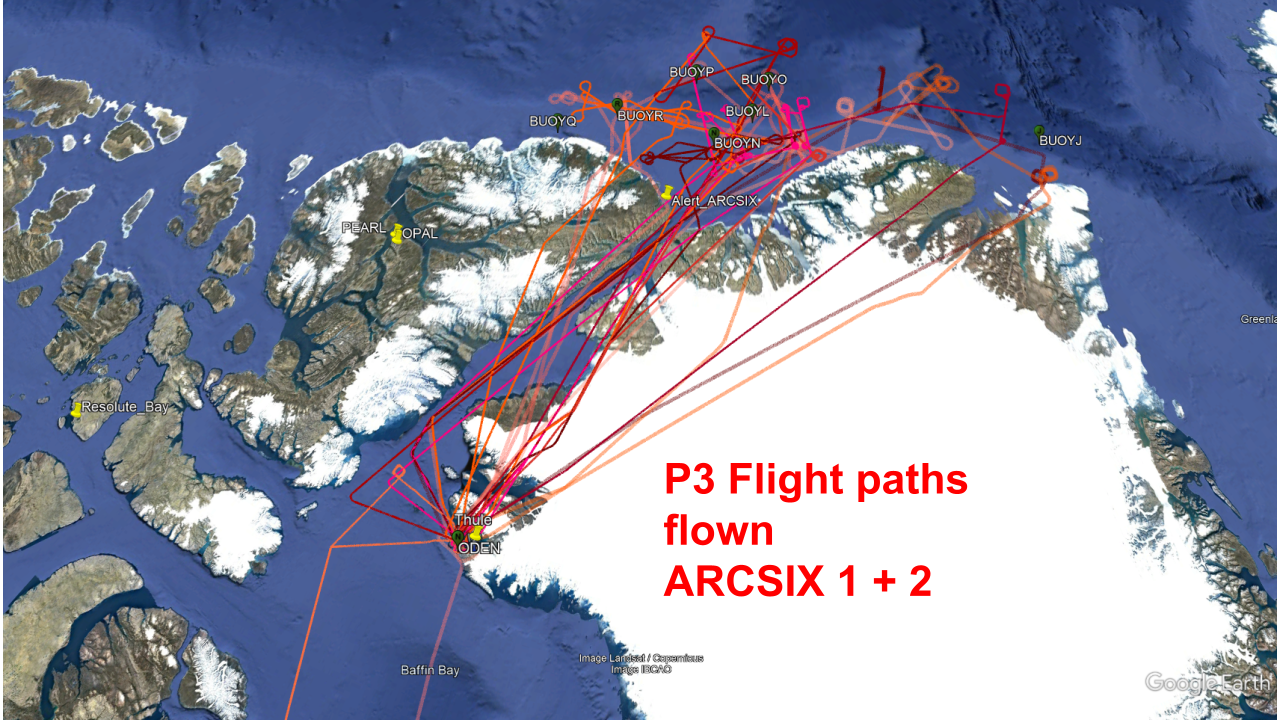 BUOYP
BUOYO
BUOYQ
BUOYR
BUOYL
BUOYN
BUOYJ
Alert_ARCSIX
PEARL
OPAL
Greenla
Resolute_Bay
P3 Flight paths
flown
ARCSIX 1 + 2
Thule
N
ODEN
Baffin Bay
Image Landsat / Copernicus
Image IBCAO
Google Earth